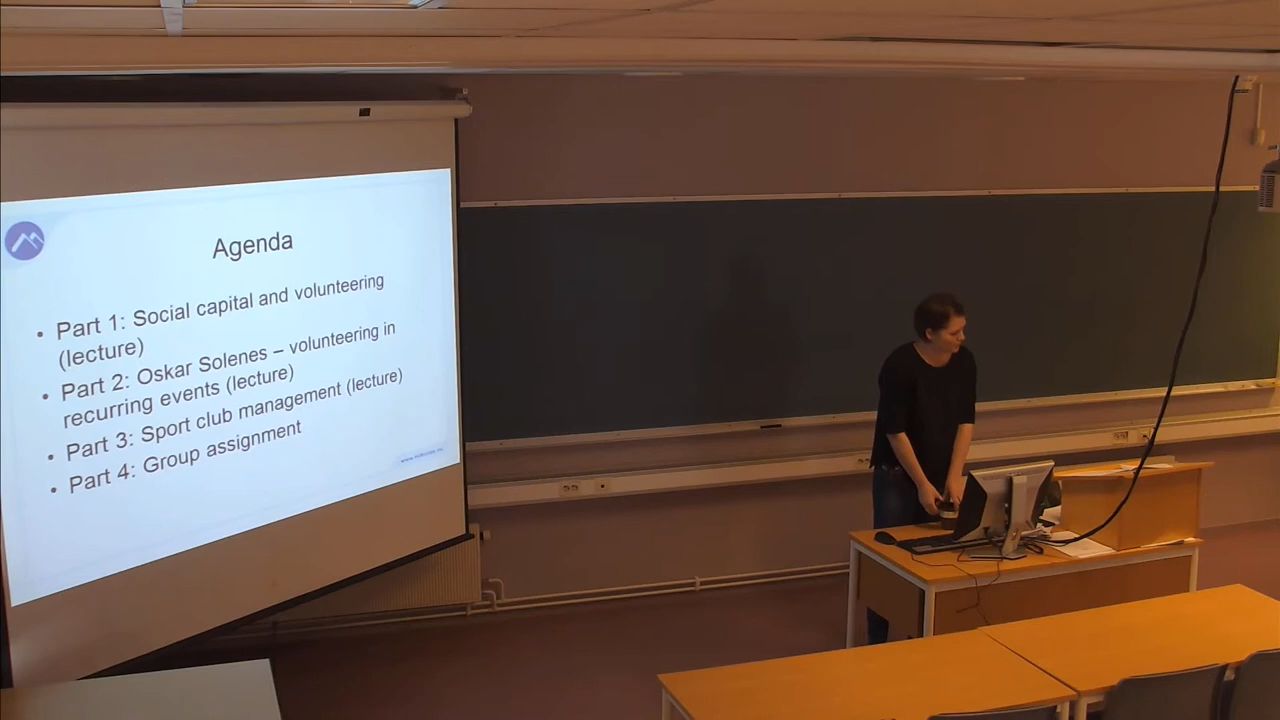 Agenda
• Part 1: Social capital and volunteering
(lecture)
• Part 2: Oskar Solenes – volunteering in
recurring events (lecture)
• Part 3: Sport club management (lecture)
• Part 4: Group assignment